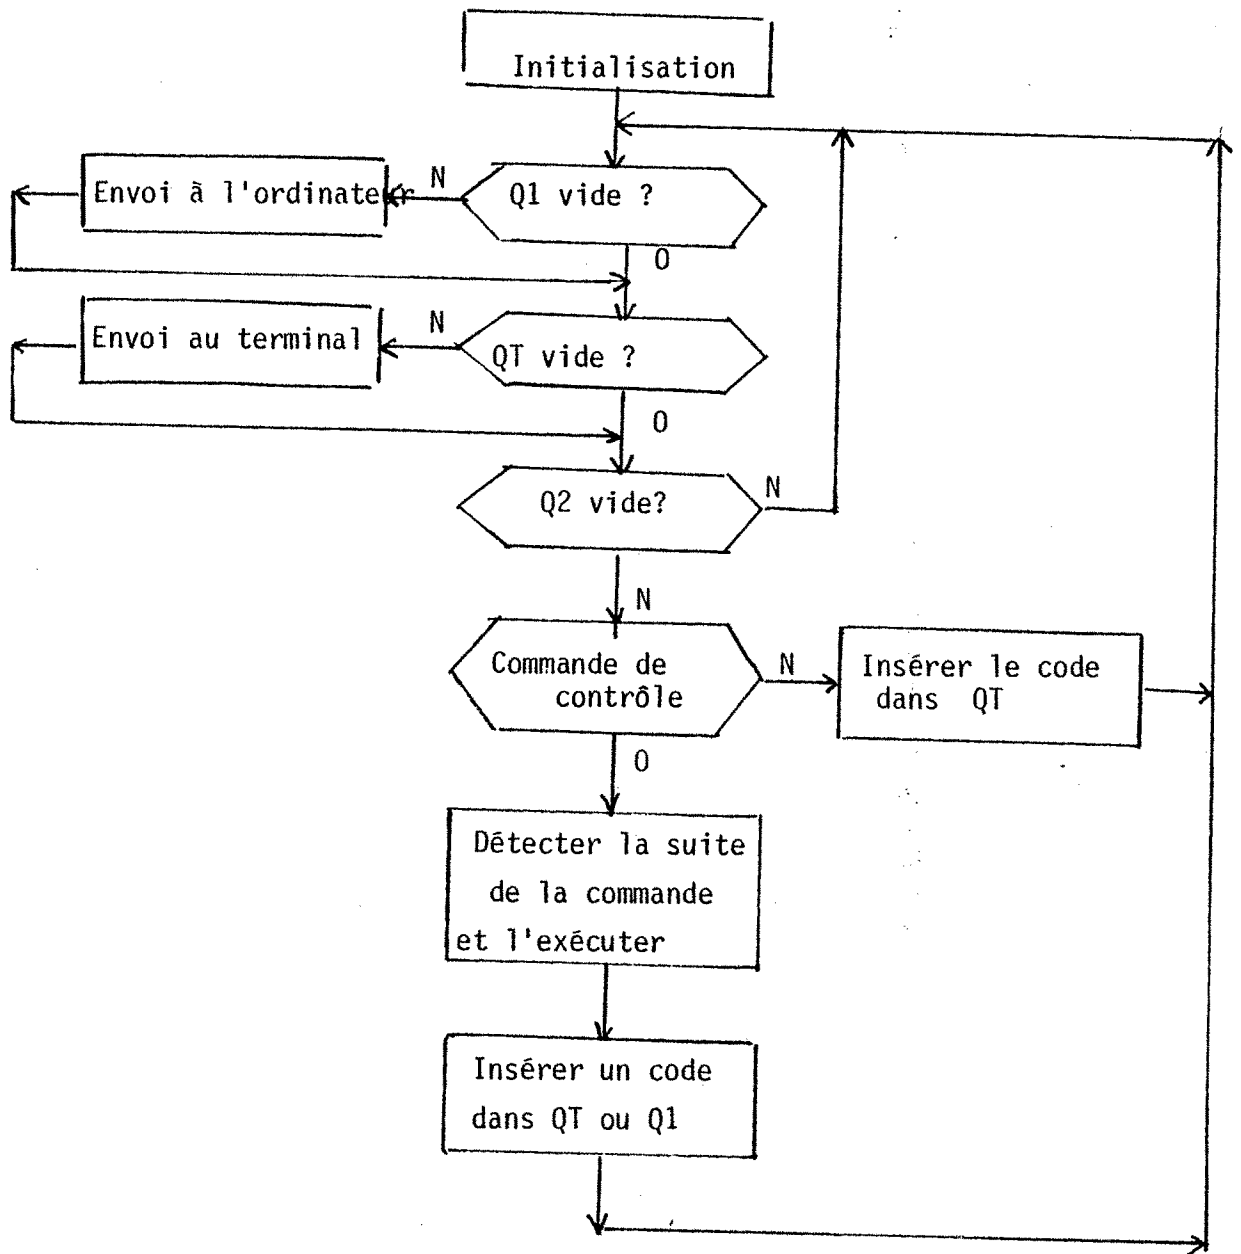 Initialisation
Envoi à l'ordinateur
N
Q1 vide ?
O
Envoi au terminal
N
QT vide ?
O
Q2 vide?
N
N
Commande de
contrôle
N
Insérer le code
dans QT
O
Détecter la suite
de la commande
et l'exécuter
Insérer un code
dans QT ou Q1